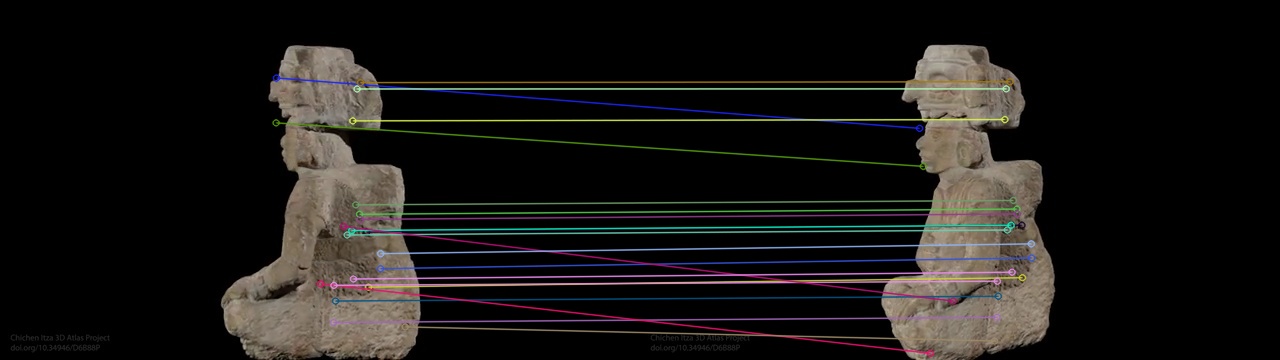 Chichen Itza 3D Atlas Project
doi.org/10.34946/D6B88P
Chichen Itza 3D Atlas Project
doi.org/10.34946/D6B88P